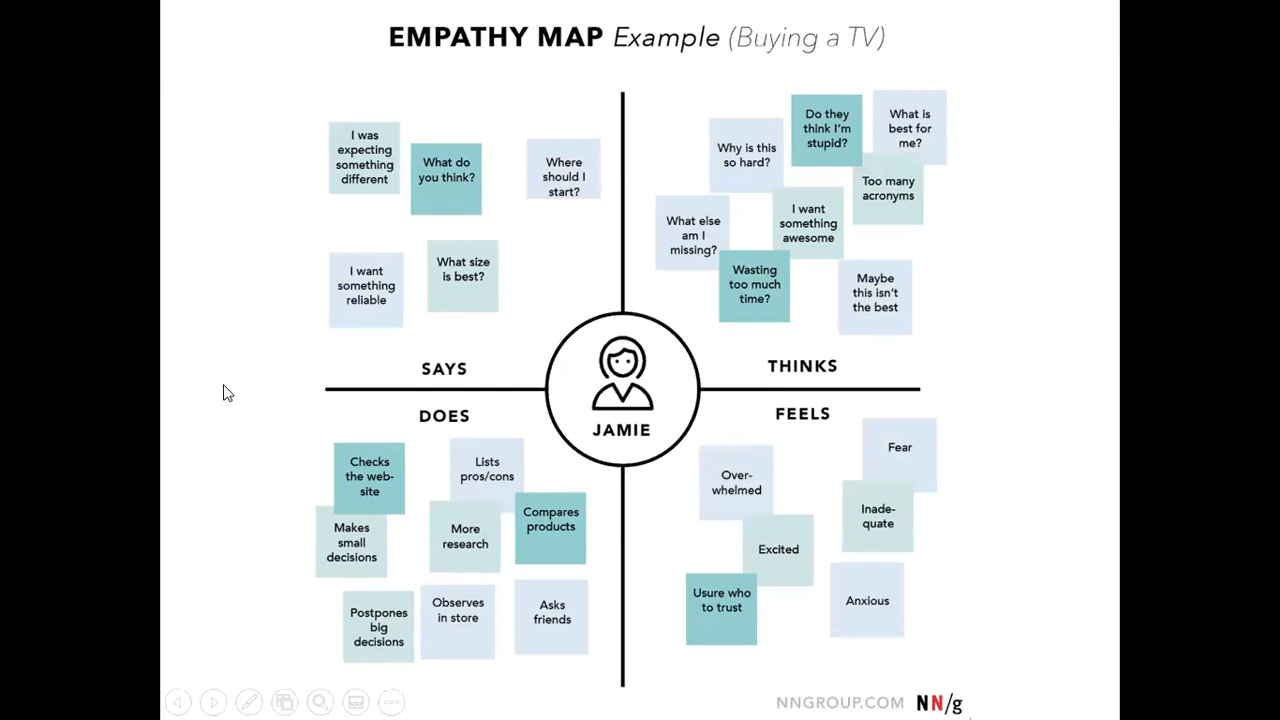 EMPATHY MAP Example (Buying a TV)
I was
expecting
something
different
What do
you think?
Where
should I
start?
I want
something
reliable
What size
is best?
SAYS
Why is this
so hard?
Do they
think I'm
stupid?
What is
best for
me?
Too many
acronyms
What else
am I
missing?
I want
something
awesome
Wasting
too much
time?
Maybe
this isn't
the best
THINKS
JAMIE
DOES
Checks
the web-
site
Lists
pros/cons
Makes
small
decisions
More
research
Compares
products
Postpones
big
decisions
Observes
in store
Asks
friends
FEELS
Fear
Over-
whelmed
Inade-
quate
Excited
Usure who
to trust
Anxious
NNGROUP.COM NN/g